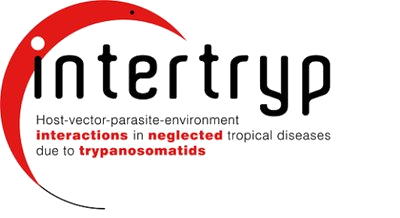 intertryp
Host-vector-parasite-environment
interactions in neglected tropical diseases
due to trypanosomatids